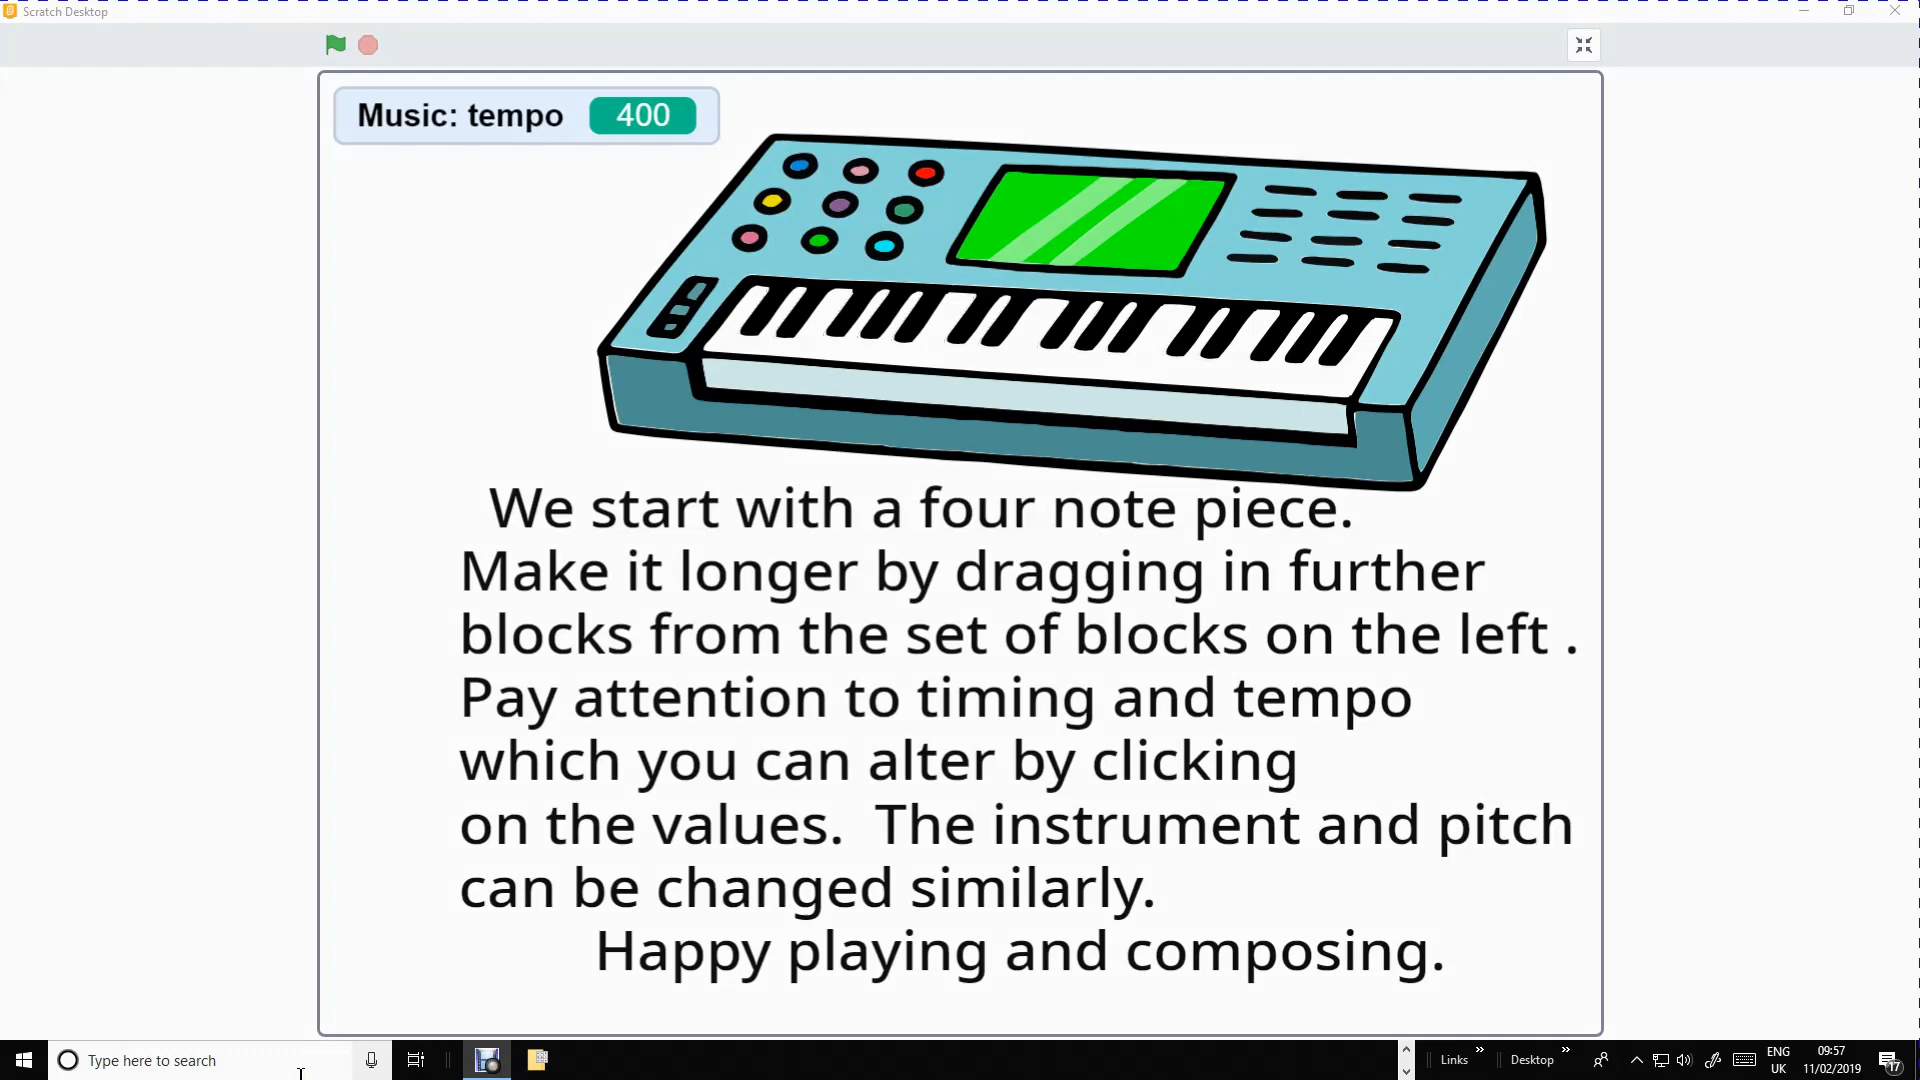 Scratch Desktop
Music: tempo 400
We start with a four note piece.
Make it longer by dragging in further
blocks from the set of blocks on the left .
Pay attention to timing and tempo
which you can alter by clicking
on the values.  The instrument and pitch
can be changed similarly.
Happy playing and composing.
Type here to search
Links
Desktop
ENG
UK
09:57
11/02/2019
17